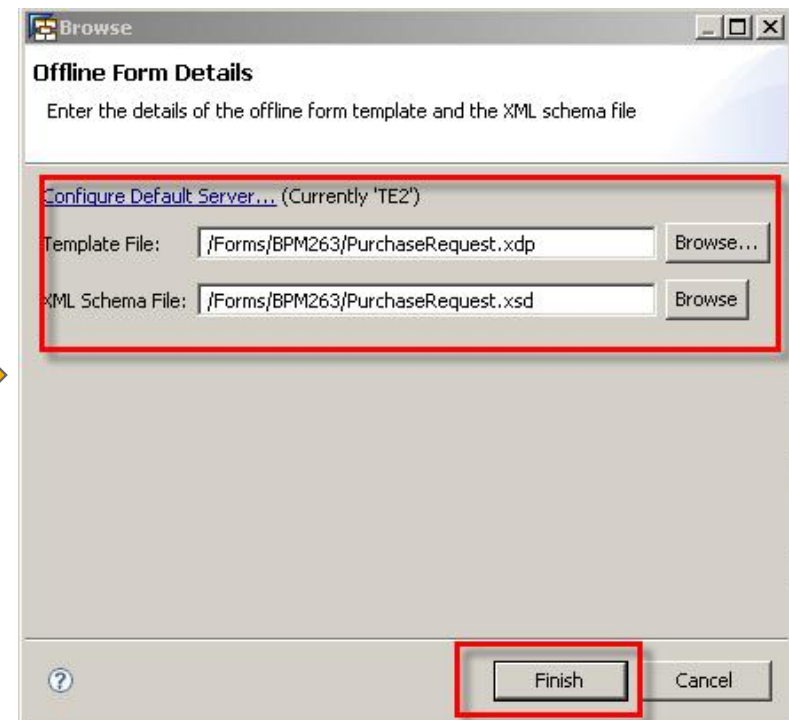 Browse
Offline Form Details
Enter the details of the offline form template and the XML schema file
Configure Default Server... (Currently 'TE2')
Template File: /Forms/BPM263/PurchaseRequest.xdp Browse...
XML Schema File: /Forms/BPM263/PurchaseRequest.xsd Browse
? Finish Cancel